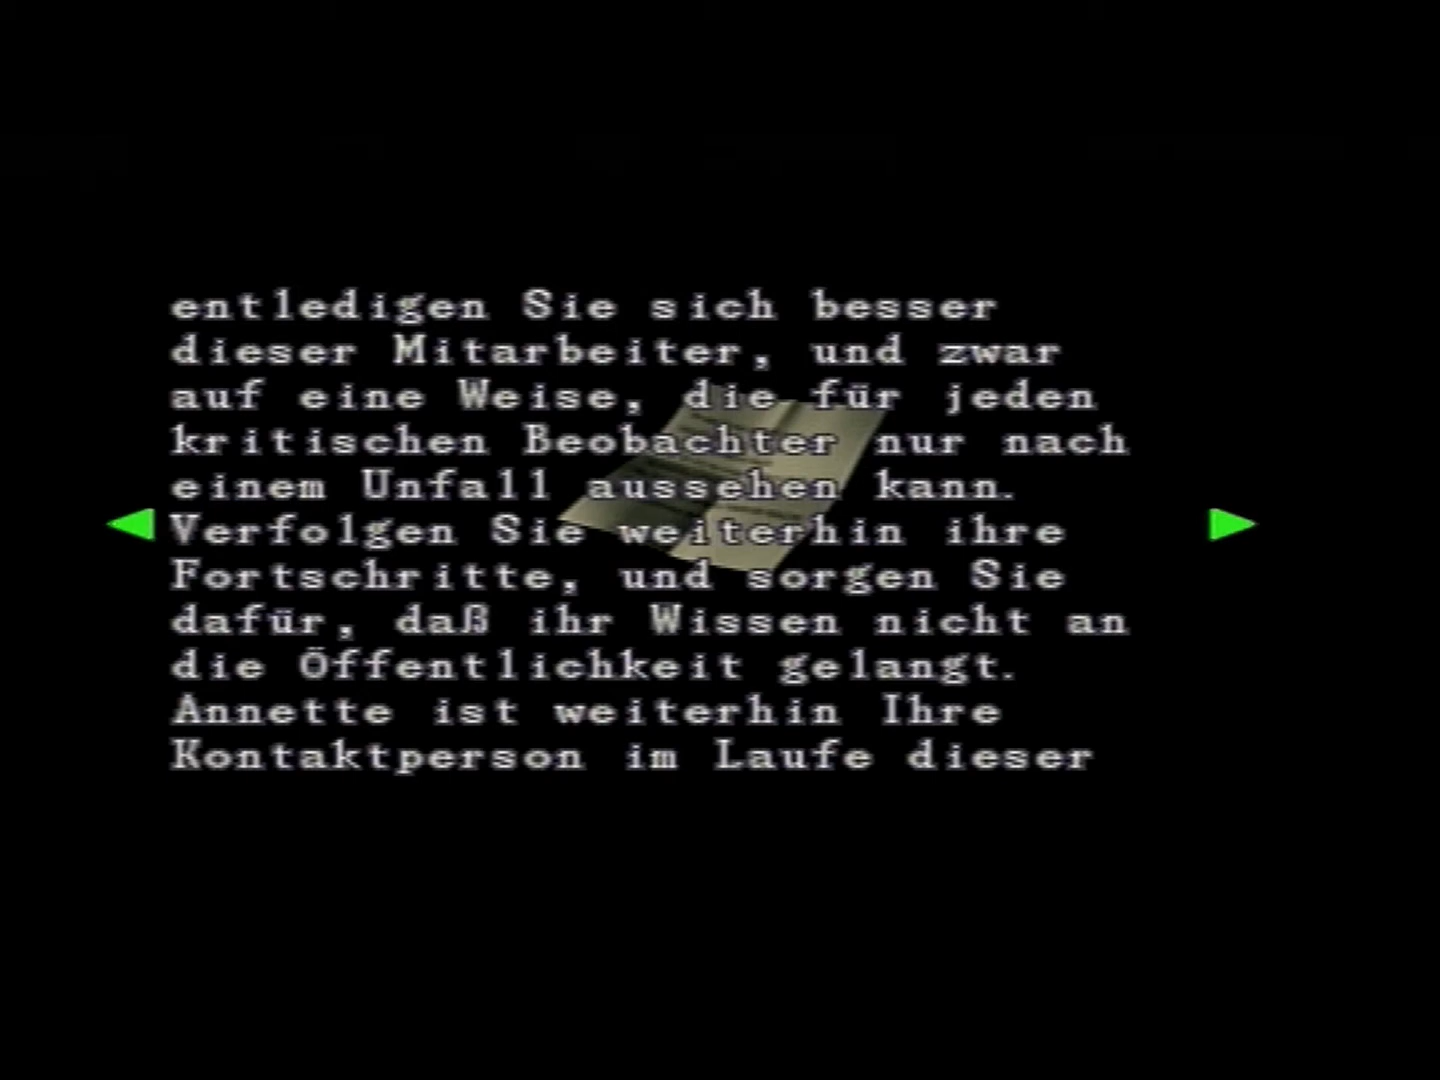 entledigen Sie sich besser
dieser Mitarbeiter, und zwar
auf eine Weise, die für jeden
kritischen Beobachter nur nach
einem Unfall aussehen kann.
Verfolgen Sie weiterhin ihre
Fortschritte, und sorgen Sie
dafür, daß ihr Wissen nicht an
die Öffentlichkeit gelangt.
Annette ist weiterhin Ihre
Kontaktperson im Laufe dieser